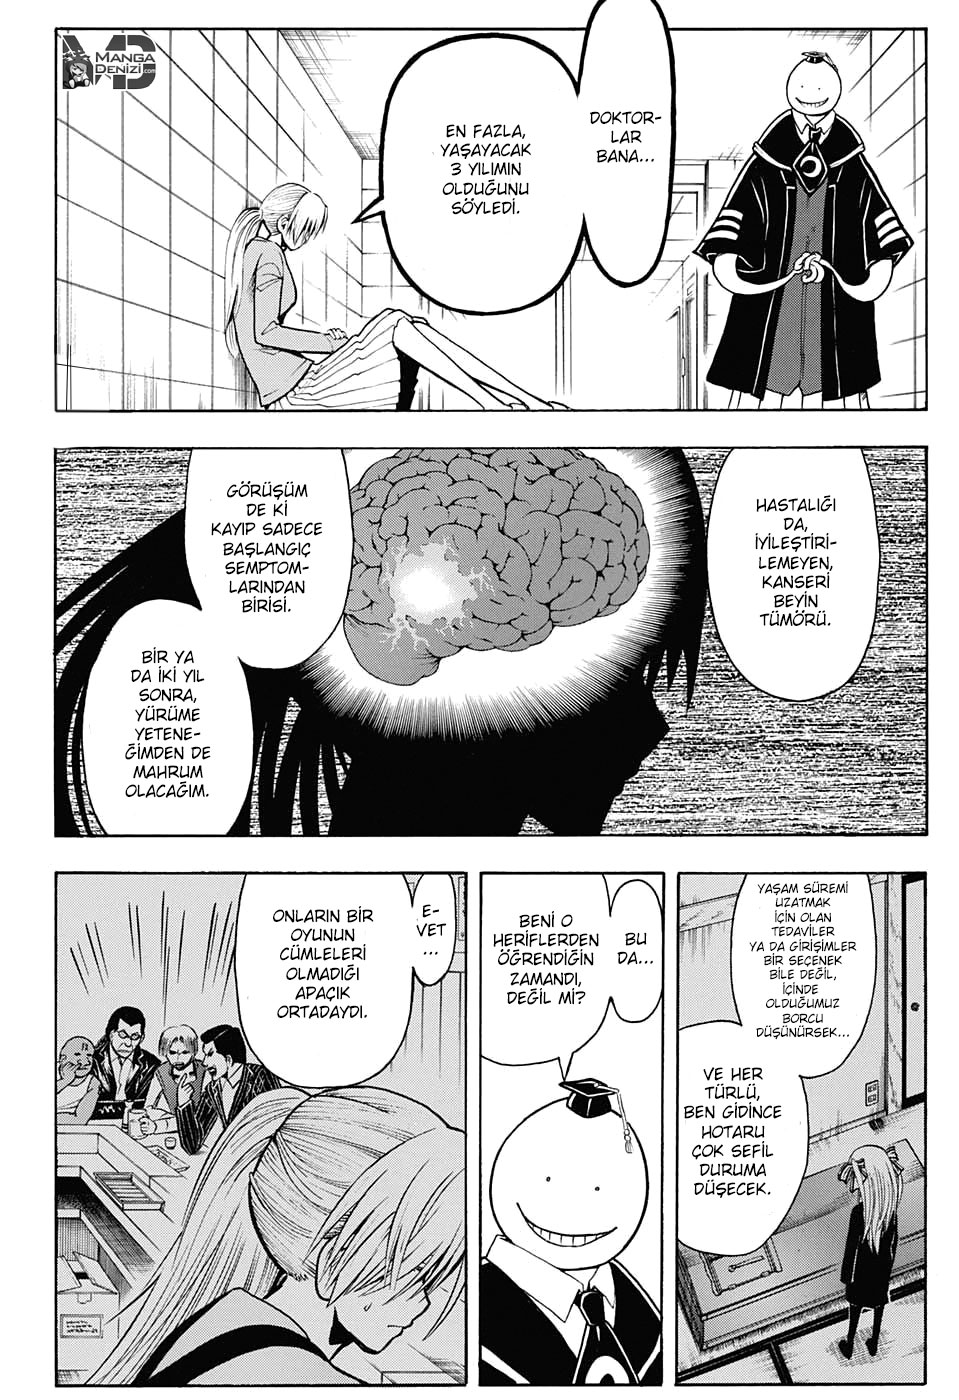 MANGA
DENİZİ.com
DOKTOR-
LAR
BANA...
EN FAZLA,
YAŞAYACAK
3 YILIMIN
OLDUĞUNU
SÖYLEDİ.
HASTALIĞI
DA,
İYİLEŞTİRİ-
LEMEYEN,
KANSERİ
BEYİN
TÜMÖRÜ.
GÖRÜŞÜM
DE Kİ
KAYIP SADECE
BAŞLANGIÇ
SEMPTOM-
LARINDAN
BİRİSİ.
BİR YA
DA İKİ YIL
SONRA,
YÜRÜME
YETENE-
ĞİMDEN DE
MAHRUM
OLACAĞIM.
YAŞAM SÜREMİ
UZATMAK
İÇİN OLAN
TEDAVİLER
YA DA GİRİŞİMLER
BİR SEÇENEK
BİLE DEĞİL,
İÇİNDE
OLDUĞUMUZ
BORCU
DÜŞÜNÜRSEK...
VE HER
TÜRLÜ,
BEN GİDİNCE
HOTARU
ÇOK SEFİL
DURUMA
DÜŞECEK.
BU
DA...
BENİ O
HERİFLERDEN
ÖĞRENDİĞİN
ZAMANDI,
DEĞİL Mİ?
E-
VET
...
ONLARIN BİR
OYUNUN
CÜMLELERİ
OLMADIĞI
APAÇIK
ORTADAYDI.